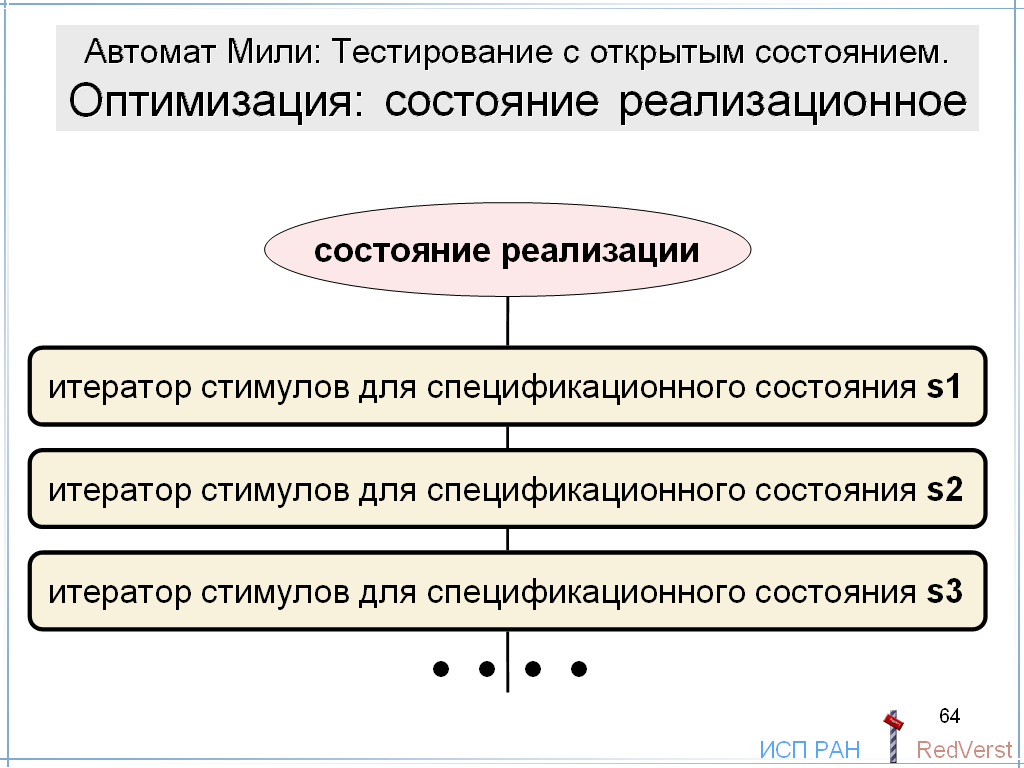 Автомат Мили: Тестирование с открытым состоянием.
Оптимизация: состояние реализационное
состояние реализации
итератор стимулов для спецификационного состояния s1
итератор стимулов для спецификационного состояния s2
итератор стимулов для спецификационного состояния s3
• • • •
64
ИСП РАН RedVerst